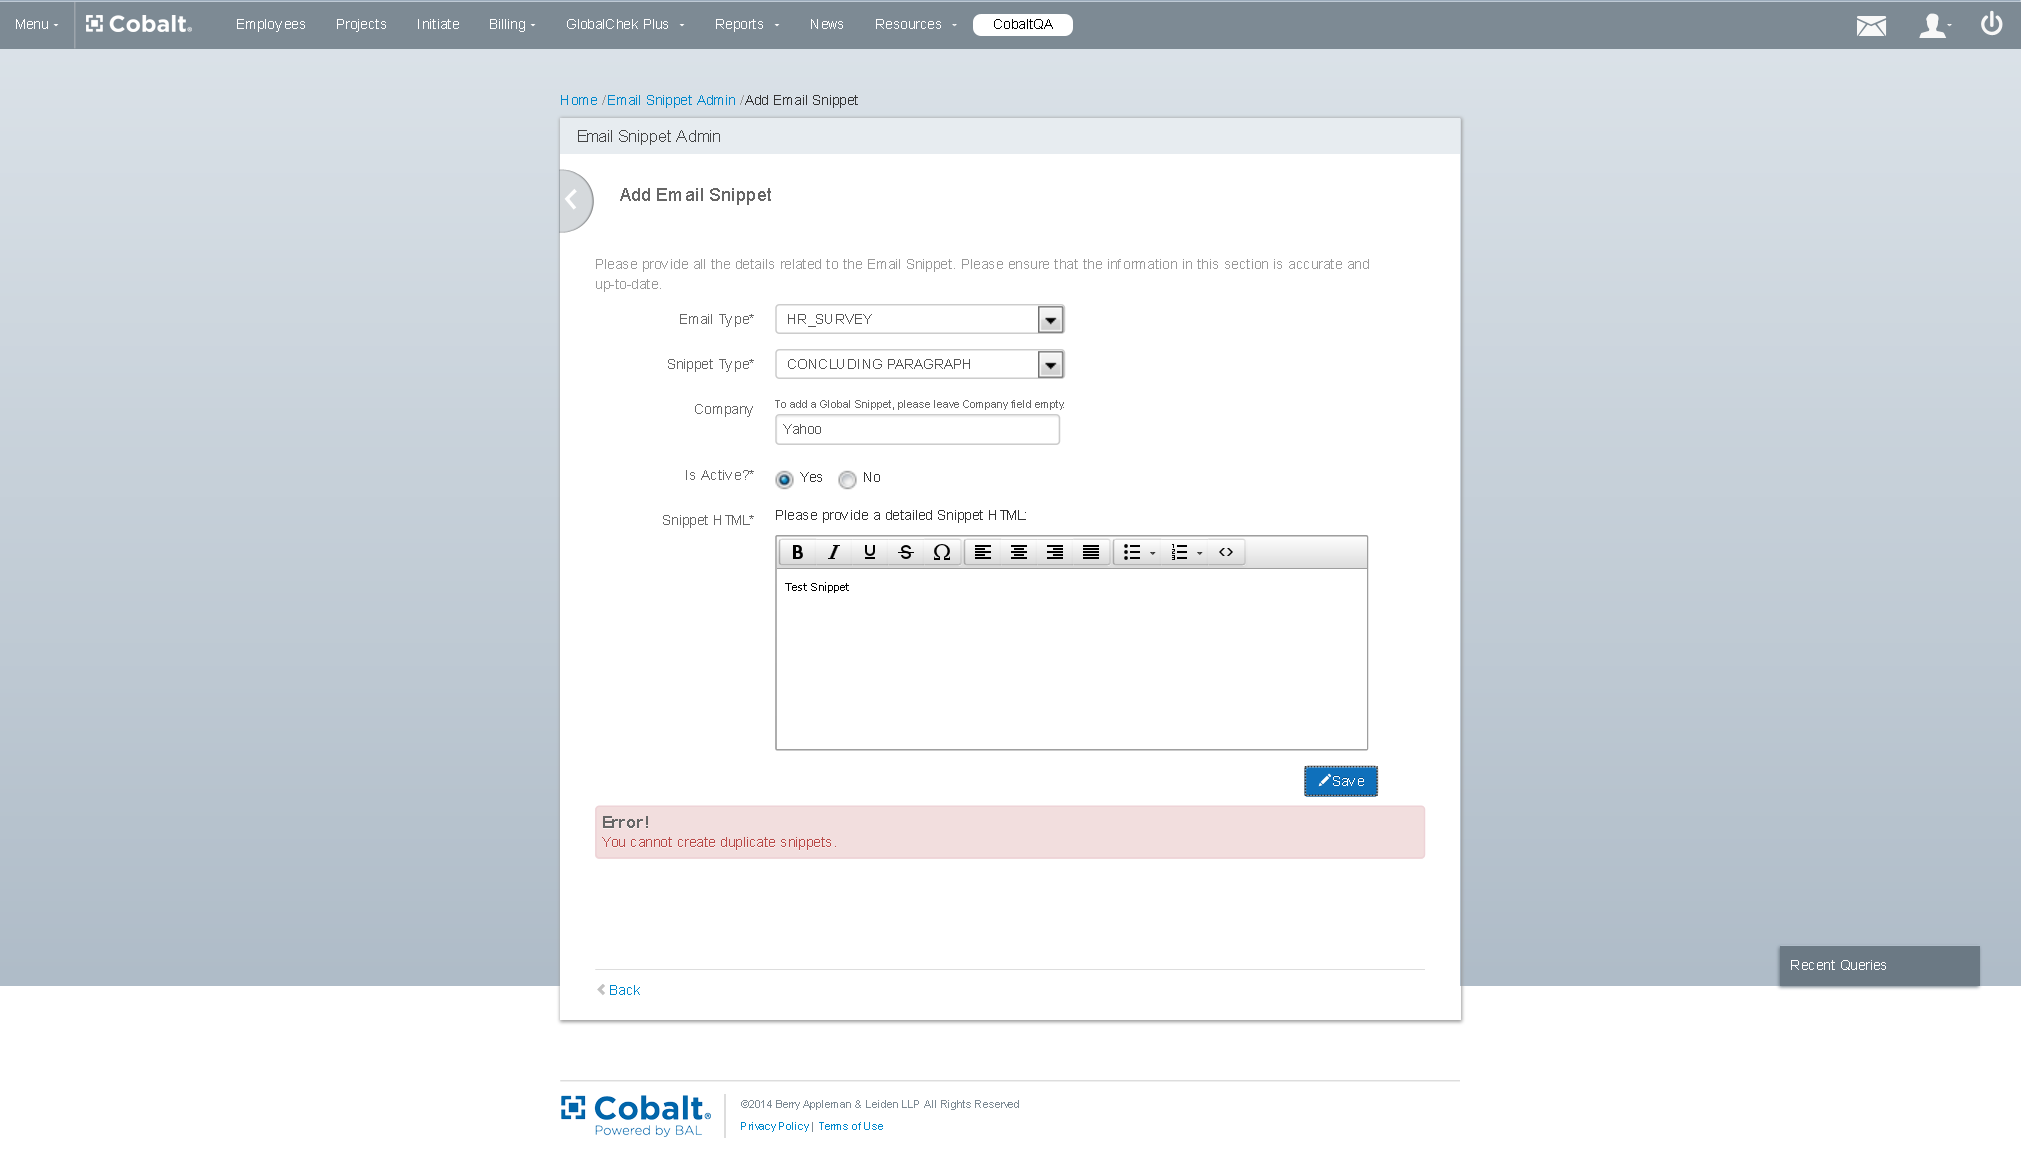 Menu
Cobalt.
Employees Projects Initiate Billing GlobalChek Plus Reports News Resources CobaltQA
Home /Email Snippet Admin /Add Email Snippet
Email Snippet Admin
Add Email Snippet
Please provide all the details related to the Email Snippet. Please ensure that the information in this section is accurate and
up-to-date.
Email Type* HR_SURVEY
Snippet Type* CONCLUDING PARAGRAPH
To add a Global Snippet, please leave Company field empty.
Company
Yahoo
Is Active?* Yes No
Snippet HTML* Please provide a detailed Snippet HTML:
B I U S Ω
Test Snippet
Save
Error!
You cannot create duplicate snippets.
Recent Queries
Back
Cobalt.
Powered by BAL
©2014 Berry Appleman & Leiden LLP All Rights Reserved
Privacy Policy | Terms of Use